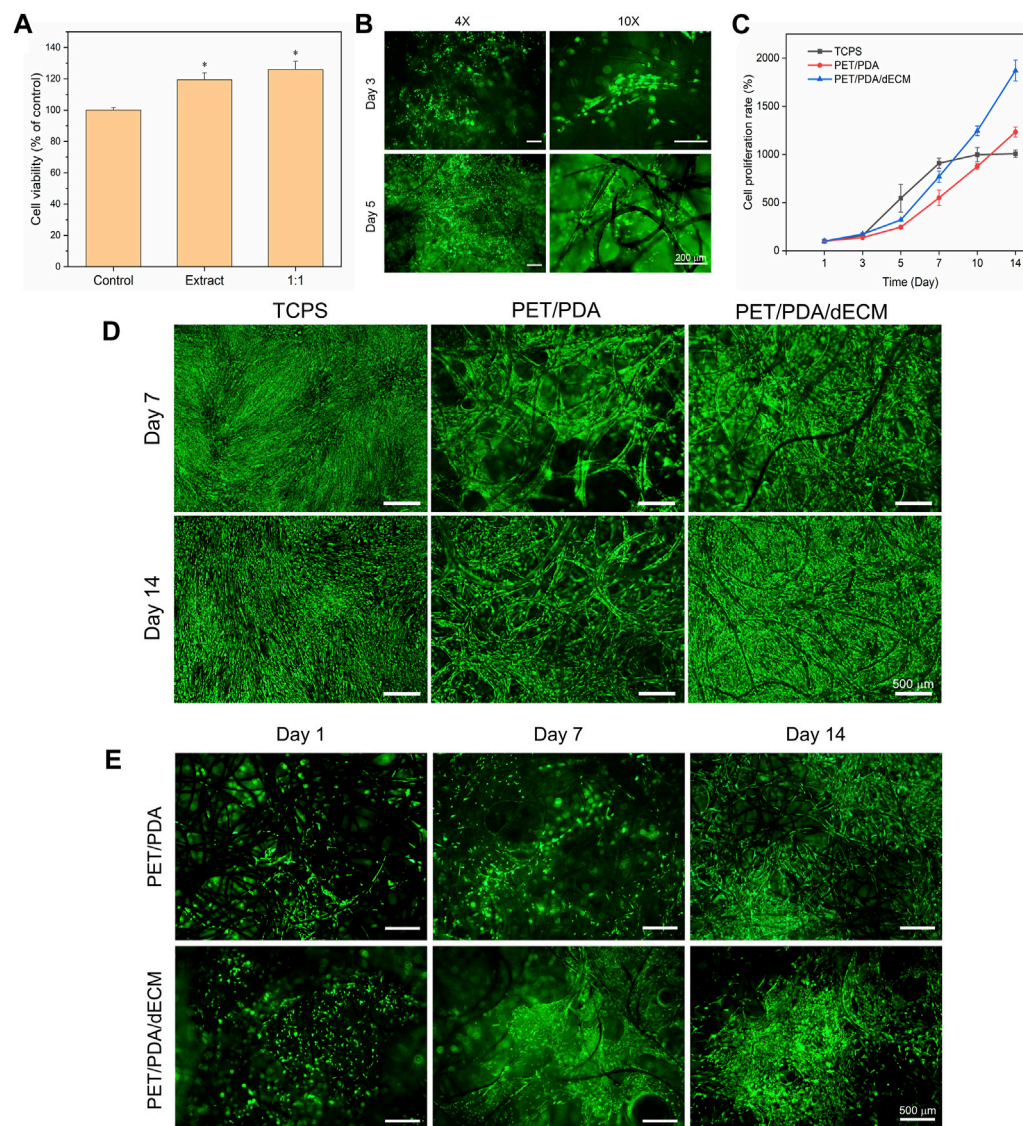 A
Cell viability (% of control)
140
120
100
80
60
40
20
0
*
*
Control Extract 1:1
B
4X 10X
Day 3
Day 5
200 μm
C
Cell proliferation rate (%)
2000
1500
1000
500
0
TCPS
PET/PDA
PET/PDA/dECM
1 3 5 7 10 14
Time (Day)
D
TCPS PET/PDA PET/PDA/dECM
Day 7
Day 14
500 μm
E
Day 1 Day 7 Day 14
PET/PDA
PET/PDA/dECM
500 μm